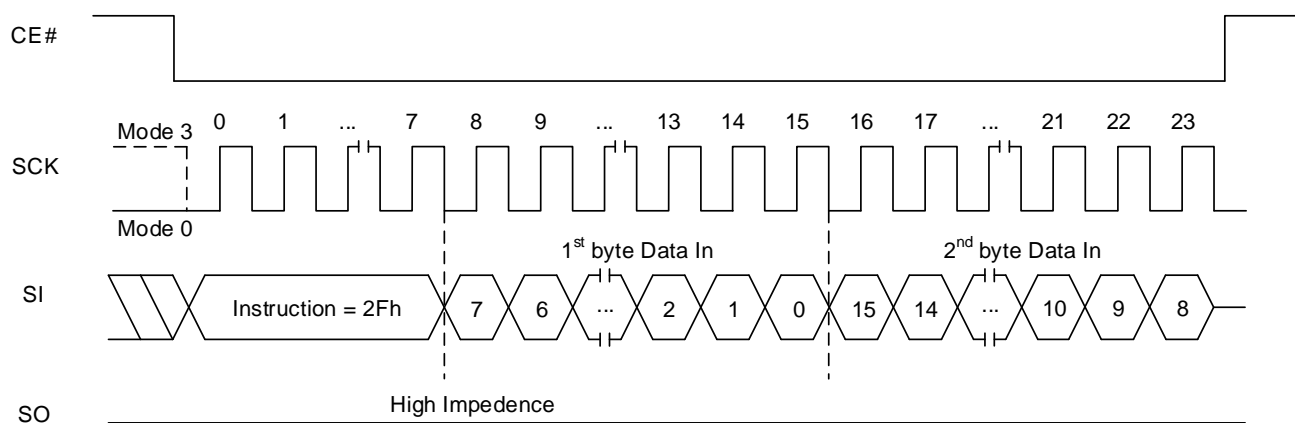 CE#
0 1 ... 7 8 9 ... 13 14 15 16 17 ... 21 22 23
Mode 3
SCK
Mode 0
1st byte Data In 2nd byte Data In
SI Instruction = 2Fh 7 6 ... 2 1 0 15 14 ... 10 9 8
High Impedence
SO